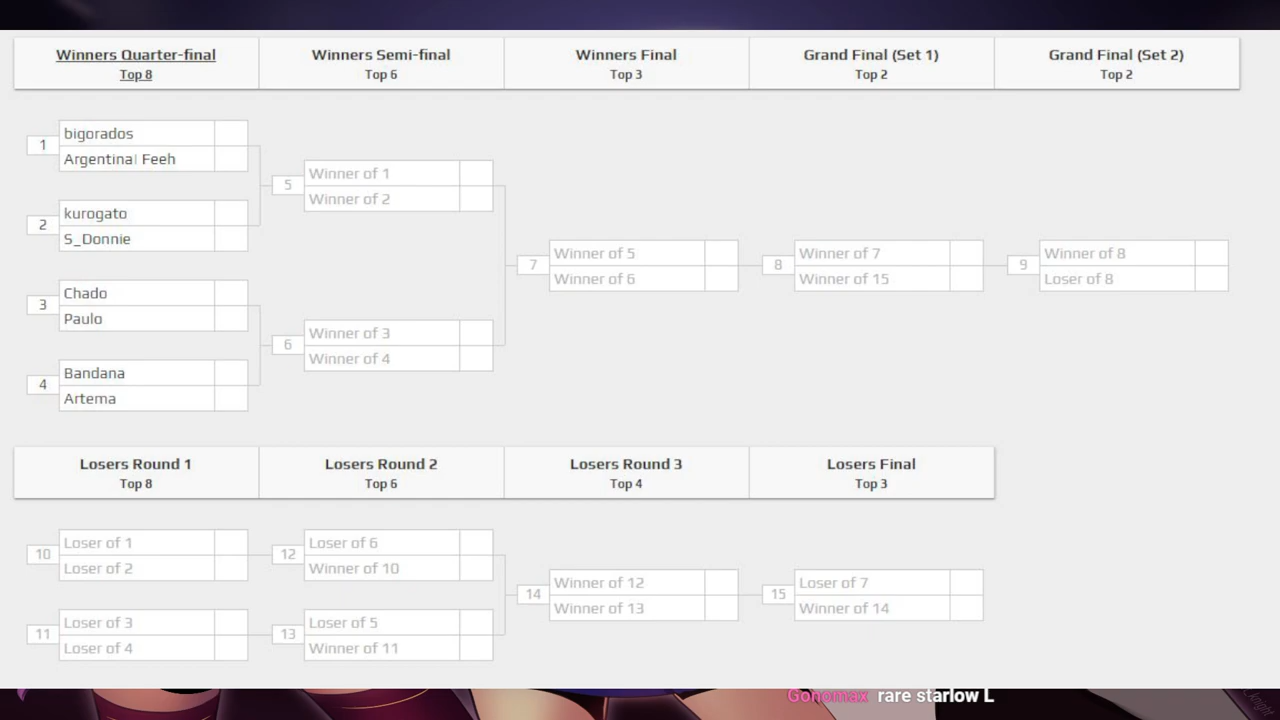 Winners Quarter-final
Top 8
Winners Semi-final
Top 6
Winners Final
Top 3
Grand Final (Set 1)
Top 2
Grand Final (Set 2)
Top 2
1
bigorados
Argentina| Feeh
2
kurogato
S_Donnie
3
Chado
Paulo
4
Bandana
Artema
5
Winner of 1
Winner of 2
6
Winner of 3
Winner of 4
7
Winner of 5
Winner of 6
8
Winner of 7
Winner of 15
9
Winner of 8
Loser of 8
Losers Round 1
Top 8
Losers Round 2
Top 6
Losers Round 3
Top 4
Losers Final
Top 3
10
Loser of 1
Loser of 2
11
Loser of 3
Loser of 4
12
Loser of 6
Winner of 10
13
Loser of 5
Winner of 11
14
Winner of 12
Winner of 13
15
Loser of 7
Winner of 14
Gohomax rare starlow L